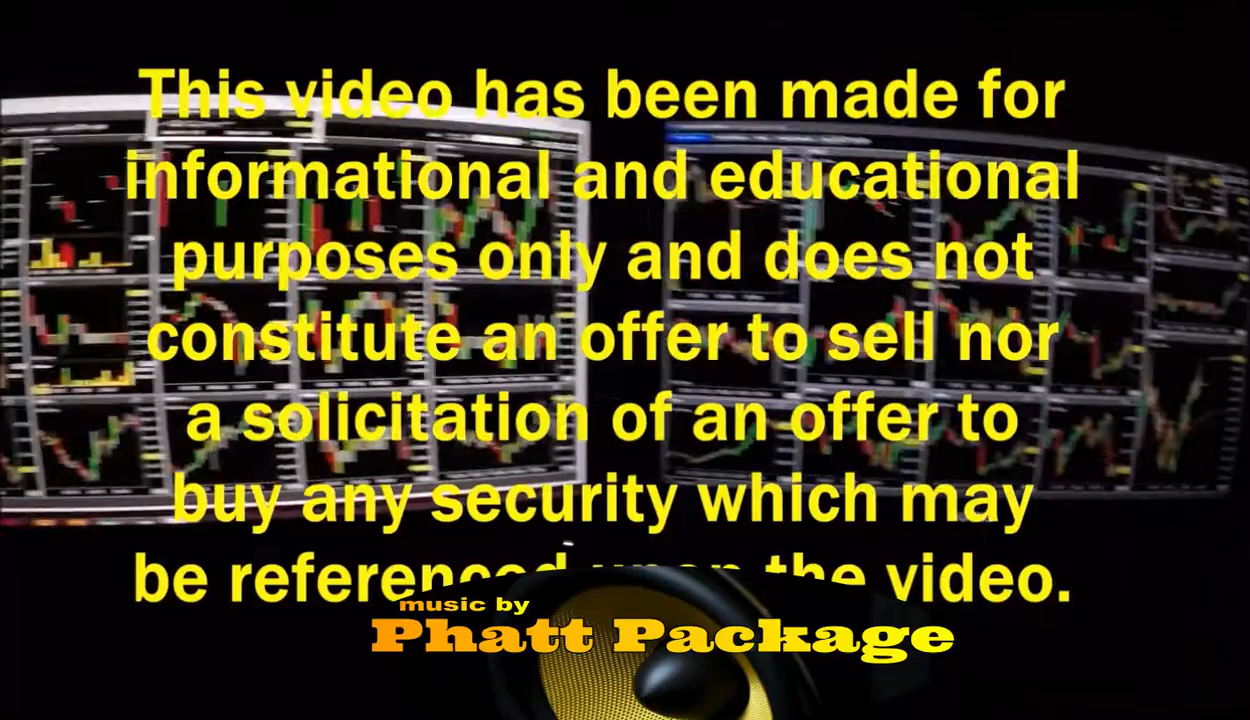 This video has been made for
informational and educational
purposes only and does not
constitute an offer to sell nor
a solicitation of an offer to
buy any security which may
be referenced upon the video.
music by
Phatt Package